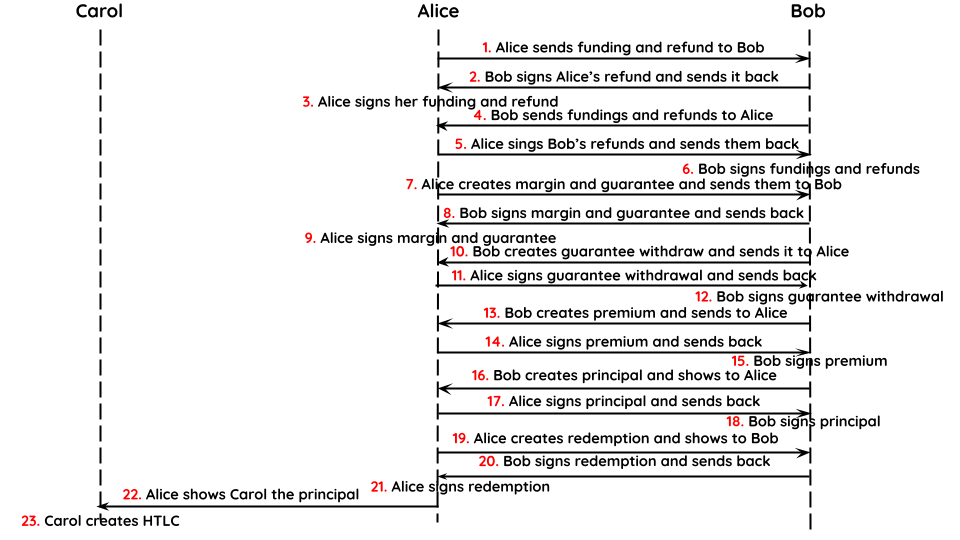 Carol Alice Bob
1. Alice sends funding and refund to Bob
2. Bob signs Alice’s refund and sends it back
3. Alice signs her funding and refund
4. Bob sends fundings and refunds to Alice
5. Alice sings Bob’s refunds and sends them back
6. Bob signs fundings and refunds
7. Alice creates margin and guarantee and sends them to Bob
8. Bob signs margin and guarantee and sends back
9. Alice signs margin and guarantee
10. Bob creates guarantee withdraw and sends it to Alice
11. Alice signs guarantee withdrawal and sends back
12. Bob signs guarantee withdrawal
13. Bob creates premium and sends to Alice
14. Alice signs premium and sends back
15. Bob signs premium
16. Bob creates principal and shows to Alice
17. Alice signs principal and sends back
18. Bob signs principal
19. Alice creates redemption and shows to Bob
20. Bob signs redemption and sends back
21. Alice signs redemption
22. Alice shows Carol the principal
23. Carol creates HTLC